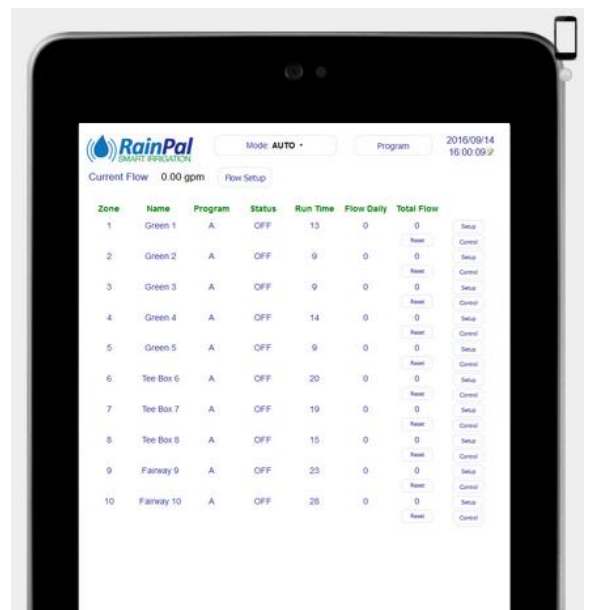 RainPal
SMART IRRIGATION
Mode: AUTO
Program
2016/09/14
16:00:09
Current Flow 0.00 gpm Flow Setup
Zone Name Program Status Run Time Flow Daily Total Flow
1 Green 1 A OFF 13 0 0 Setup
Reset Control
2 Green 2 A OFF 9 0 0 Setup
Reset Control
3 Green 3 A OFF 9 0 0 Setup
Reset Control
4 Green 4 A OFF 14 0 0 Setup
Reset Control
5 Green 5 A OFF 9 0 0 Setup
Reset Control
6 Tee Box 6 A OFF 20 0 0 Setup
Reset Control
7 Tee Box 7 A OFF 19 0 0 Setup
Reset Control
8 Tee Box 8 A OFF 15 0 0 Setup
Reset Control
9 Fairway 9 A OFF 23 0 0 Setup
Reset Control
10 Fairway 10 A OFF 28 0 0 Setup
Reset Control